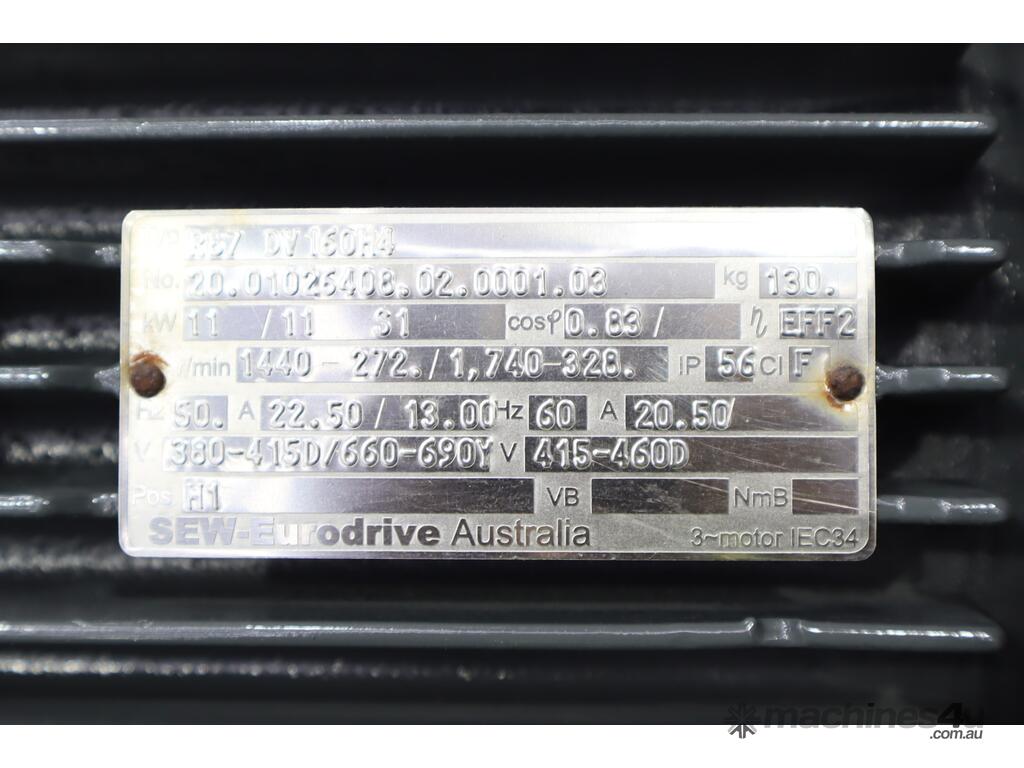 DV160M4
No. 20.01026408.02.0001.03 kg 130.
kW 11 /11 S1 cosφ 0.83/ η EFF2
r/min 1440-272./1,740-328. IP 56 Cl F
Hz 50. A 22.50/ 13.00 Hz 60 A 20.50/
V 380-415D/660-690Y V 415-460D
Pos M1 VB NmB
SEW-Eurodrive Australia 3~motor IEC34
machines4u
.com.au